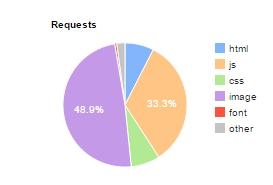 Requests
html
js
css
image
font
other
33.3%
48.9%